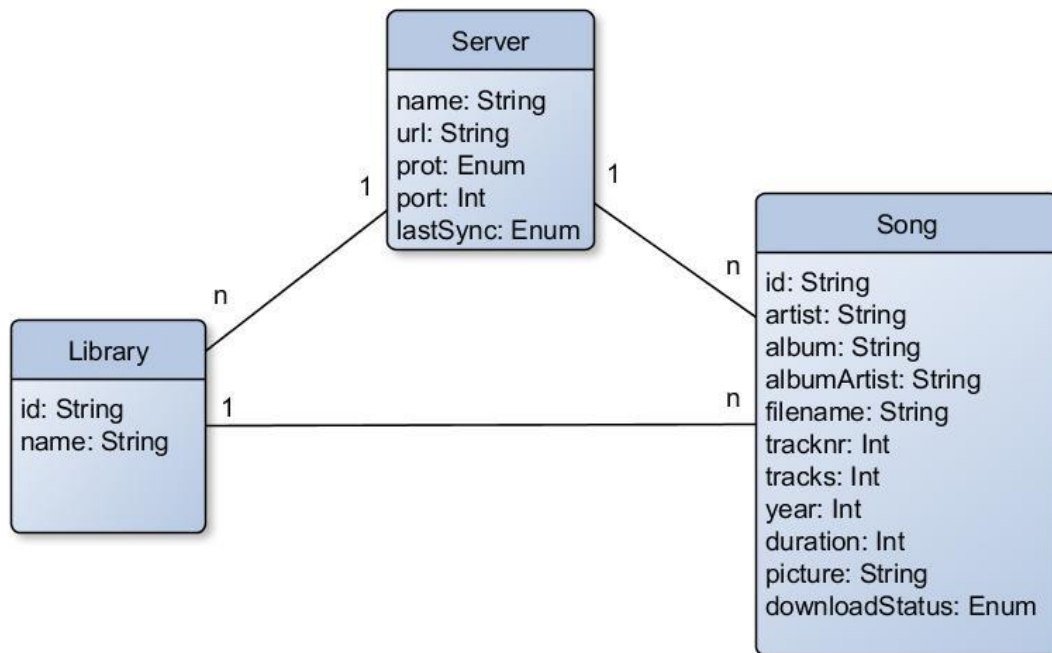 Server
name: String
url: String
prot: Enum
port: Int
lastSync: Enum
1
1
n
n
Library
id: String
name: String
1
n
Song
id: String
artist: String
album: String
albumArtist: String
filename: String
tracknr: Int
tracks: Int
year: Int
duration: Int
picture: String
downloadStatus: Enum